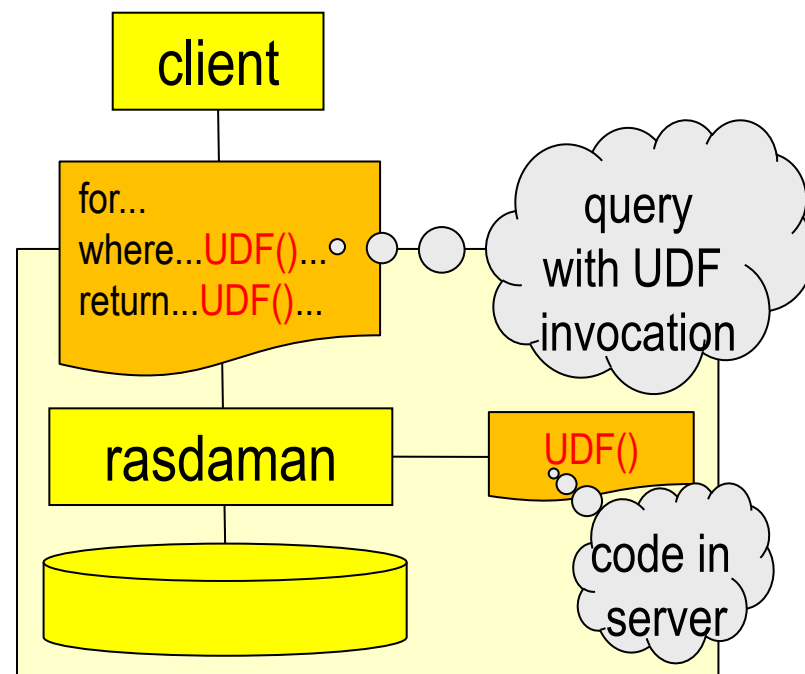 client
for...
where...UDF()...
return...UDF()...
query
with UDF
invocation
rasdaman
UDF()
code in
server